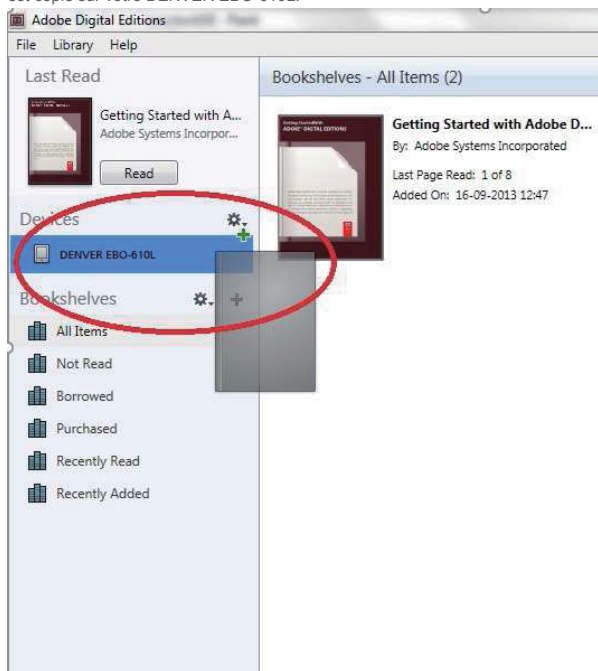 Adobe Digital Editions
File Library Help
Last Read
Getting Started with A...
Adobe Systems Incorpor...
Read
Devices
DENVER EBO-610L
Bookshelves
All Items
Not Read
Borrowed
Purchased
Recently Read
Recently Added
Bookshelves - All Items (2)
Getting Started with Adobe D...
By: Adobe Systems Incorporated
Last Page Read: 1 of 8
Added On: 16-09-2013 12:47